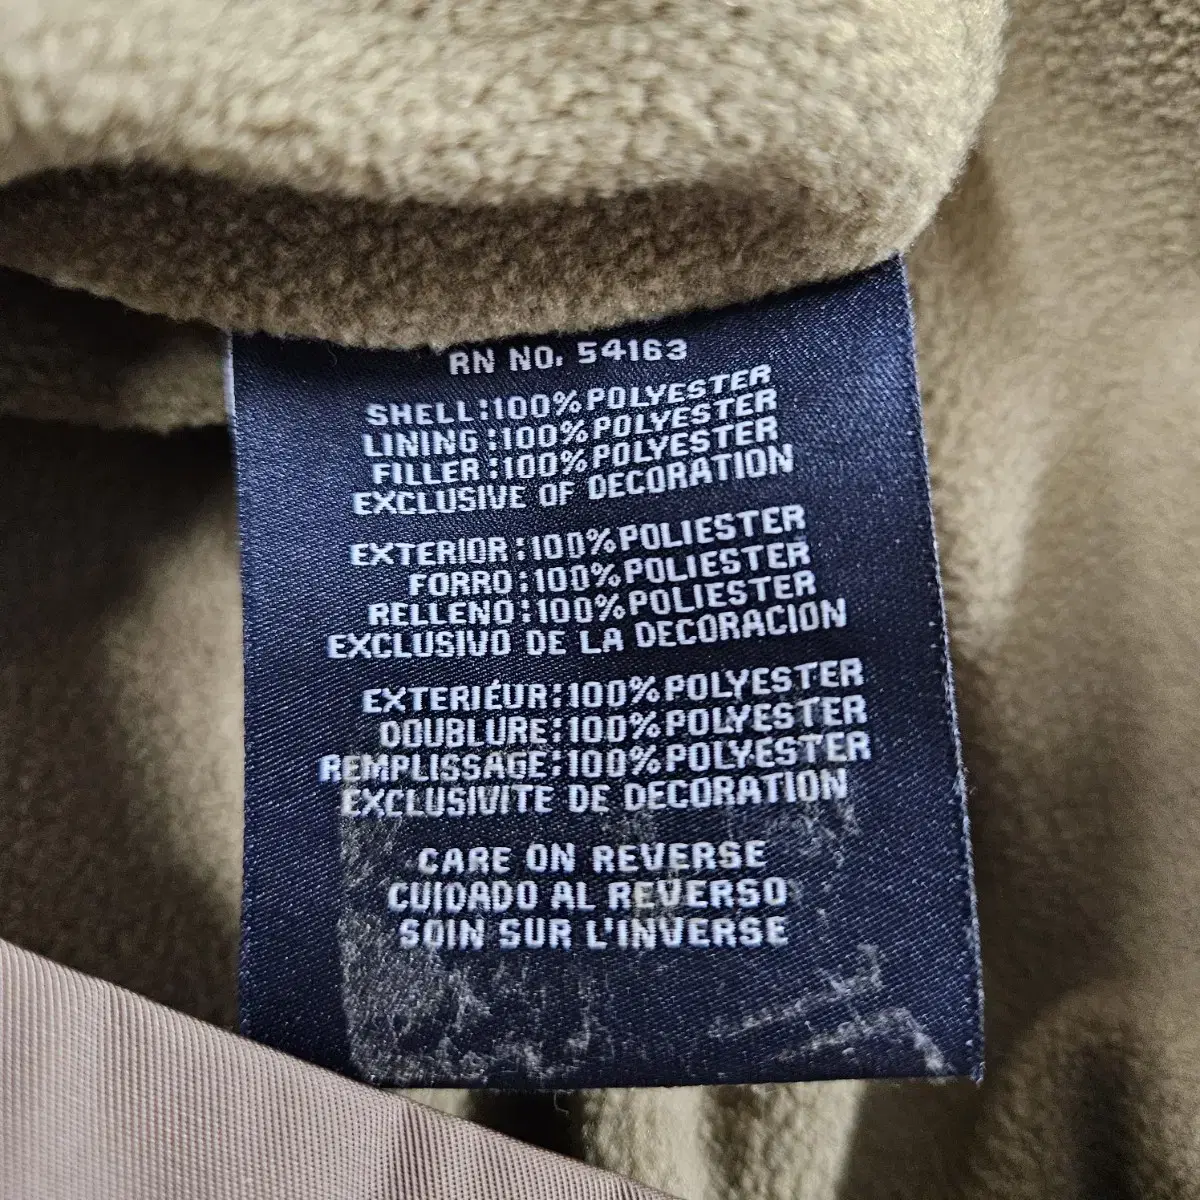 RN NO. 54163
SHELL:100%POLYESTER
LINING:100%POLYESTER
FILLER:100%POLYESTER
EXCLUSIVE OF DECORATION
EXTERIOR:100%POLIESTER
FORRO:100%POLIESTER
RELLENO:100%POLIESTER
EXCLUSIVO DE LA DECORACION
EXTERIÉUR:100%POLYESTER
DOUBLURE:100%POLYESTER
REMPLISSAGE:100%POLYESTER
EXCLUSIVITE DE DECORATION
CARE ON REVERSE
CUIDADO AL REVERSO
SOIN SUR L'INVERSE